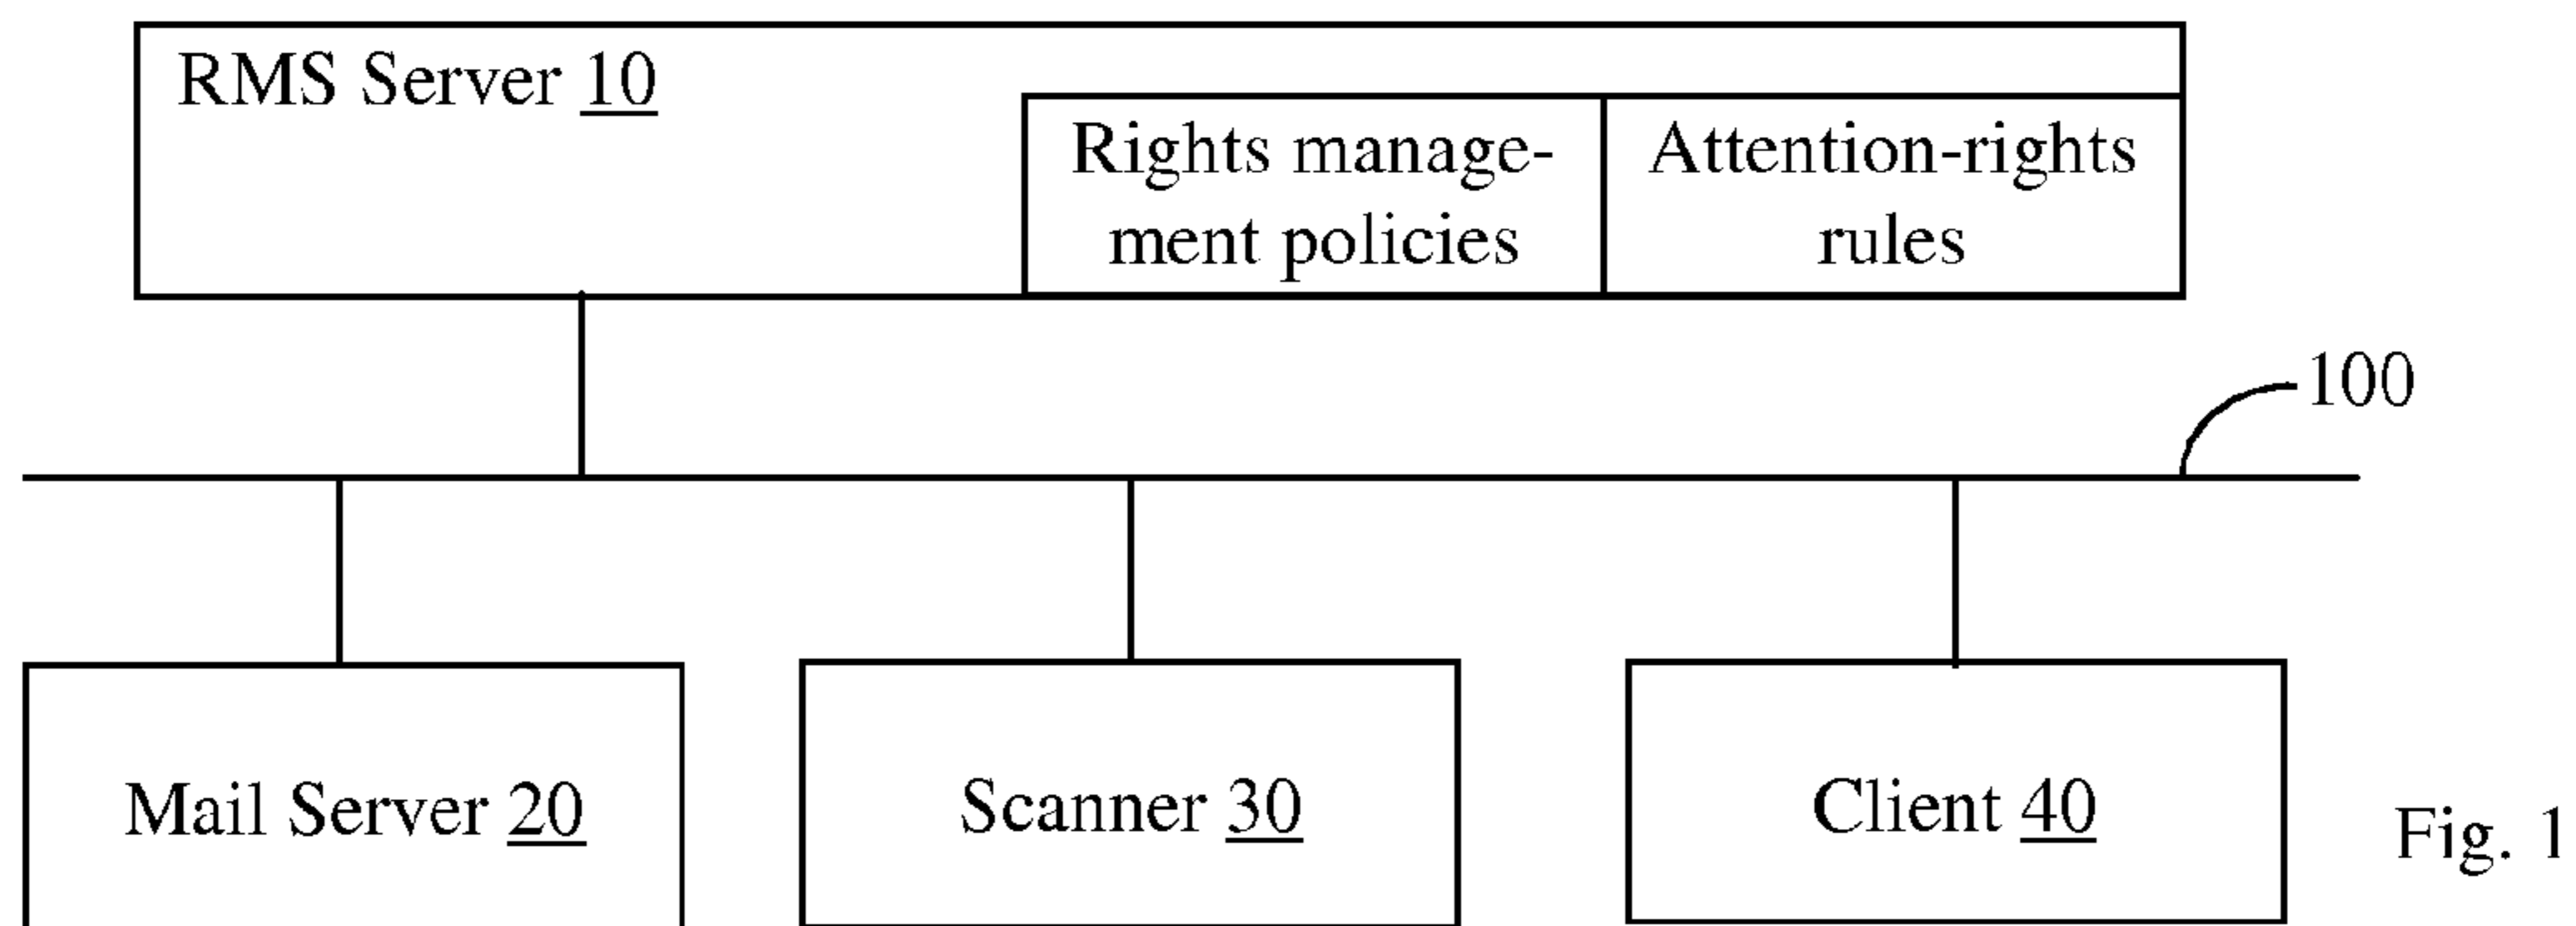 RMS Server 10
Rights manage-
ment policies
Attention-rights
rules
100
Mail Server 20
Scanner 30
Client 40
Fig. 1